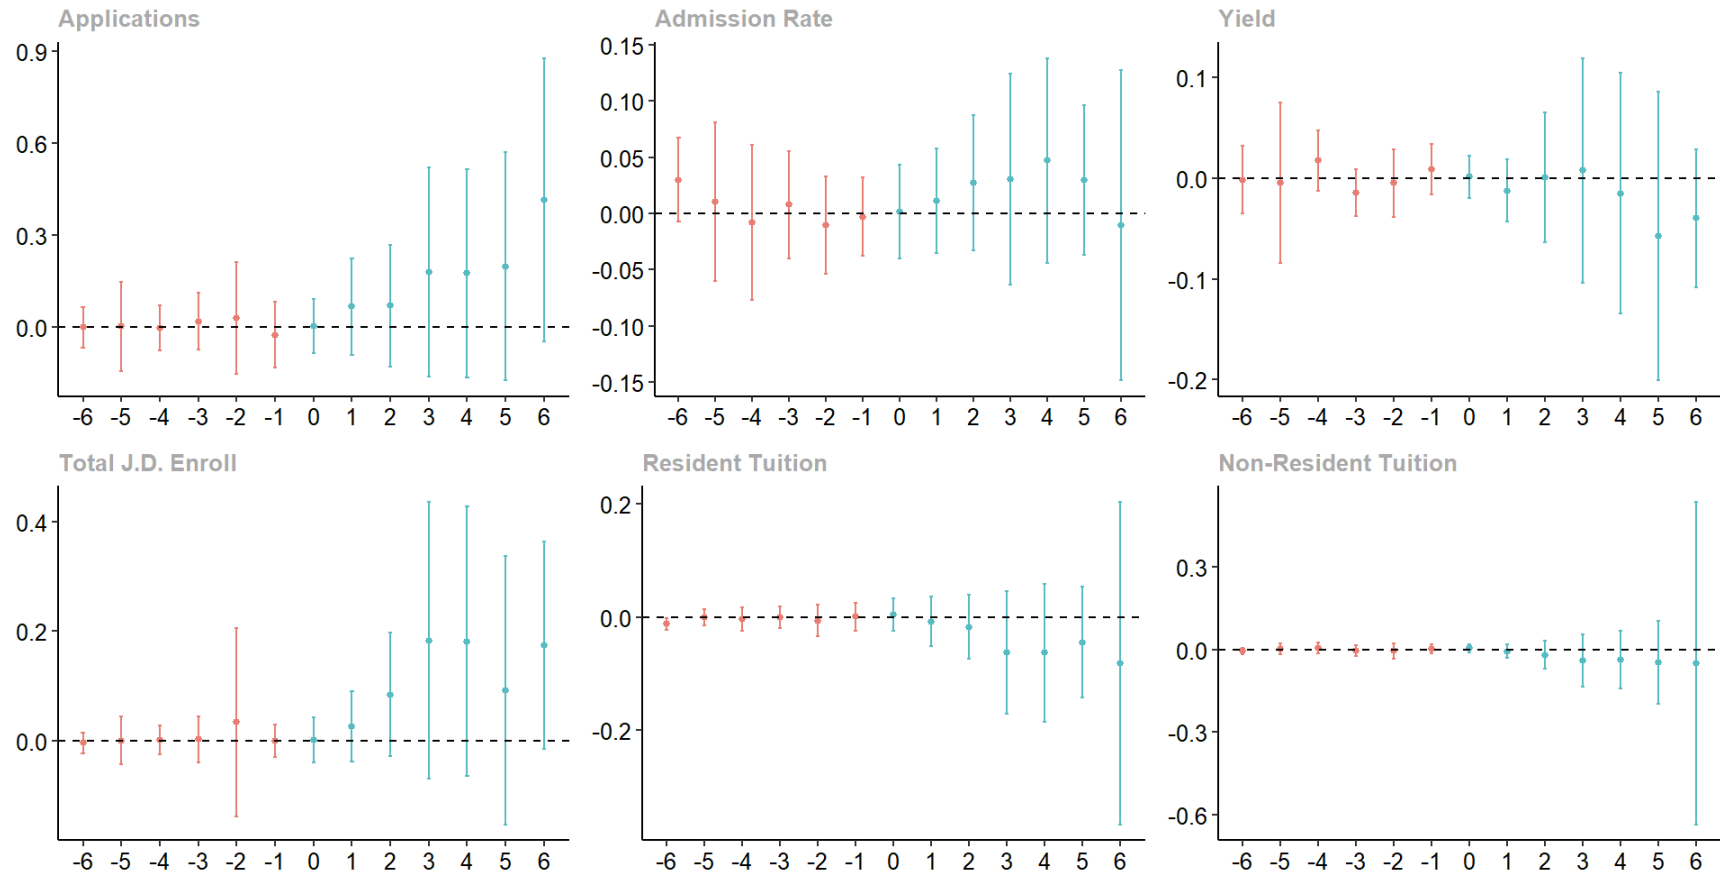 Applications
0.9
0.6
0.3
0.0
-6 -5 -4 -3 -2 -1 0 1 2 3 4 5 6
Admission Rate
0.15
0.10
0.05
0.00
-0.05
-0.10
-0.15
-6 -5 -4 -3 -2 -1 0 1 2 3 4 5 6
Yield
0.1
0.0
-0.1
-0.2
-6 -5 -4 -3 -2 -1 0 1 2 3 4 5 6
Total J.D. Enroll
0.4
0.2
0.0
-6 -5 -4 -3 -2 -1 0 1 2 3 4 5 6
Resident Tuition
0.2
0.0
-0.2
-6 -5 -4 -3 -2 -1 0 1 2 3 4 5 6
Non-Resident Tuition
0.3
0.0
-0.3
-0.6
-6 -5 -4 -3 -2 -1 0 1 2 3 4 5 6